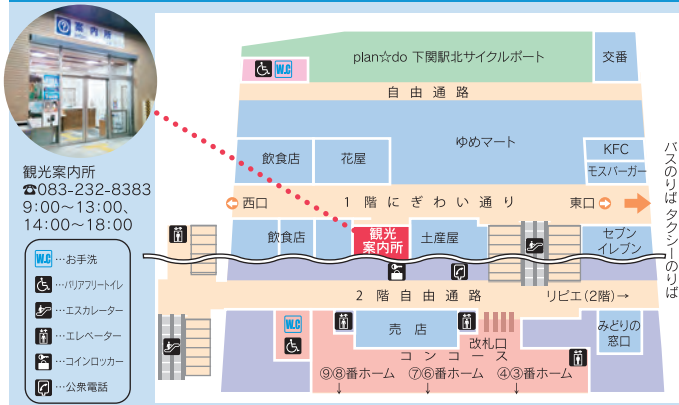 案内所
観光案内所
☎083-232-8383
9:00〜13:00、
14:00〜18:00
W.C …お手洗
…バリアフリートイレ
…エスカレーター
…エレベーター
…コインロッカー
…公衆電話
plan☆do 下関駅北サイクルポート
交番
W.C
自由通路
ゆめマート
飲食店
花屋
KFC
モスバーガー
西口
1階にぎわい通り
東口
バスのりば タクシーのりば
飲食店
観光
案内所
土産屋
セブン
イレブン
2階自由通路
リピエ(2階)→
W.C
売店
改札口
みどりの
窓口
コンコース
⑨⑧番ホーム
⑦⑥番ホーム
④③番ホーム